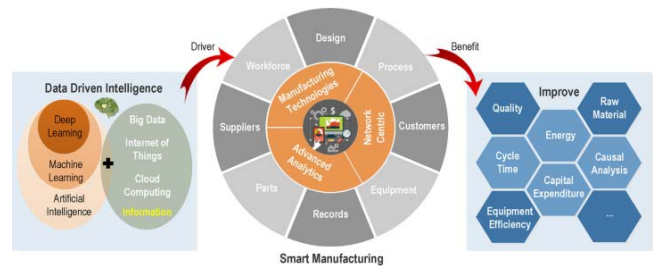 Data Driven Intelligence
Deep
Learning
Machine
Learning
Artificial
Intelligence
+
Big Data
Internet of
Things
Cloud
Computing
Information
Driver
Design
Process
Customers
Equipment
Records
Parts
Suppliers
Workforce
Manufacturing
Technologies
Network
Centric
Advanced
Analytics
$
Smart Manufacturing
Benefit
Improve
Quality
Raw
Material
Energy
Cycle
Time
Causal
Analysis
Capital
Expenditure
Equipment
Efficiency
...